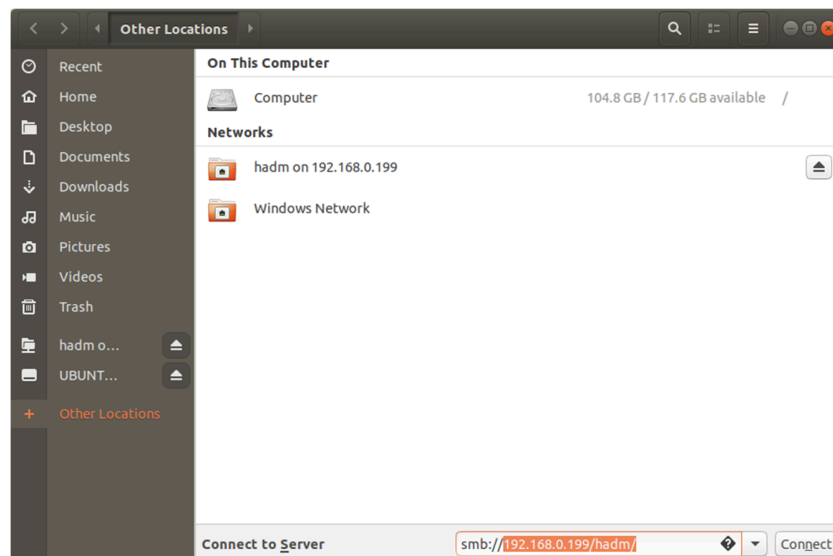 Other Locations
Recent
Home
Desktop
Documents
Downloads
Music
Pictures
Videos
Trash
hadm o...
UBUNT...
Other Locations
On This Computer
Computer 104.8 GB / 117.6 GB available /
Networks
hadm on 192.168.0.199
Windows Network
Connect to Server smb://192.168.0.199/hadm/ Connect